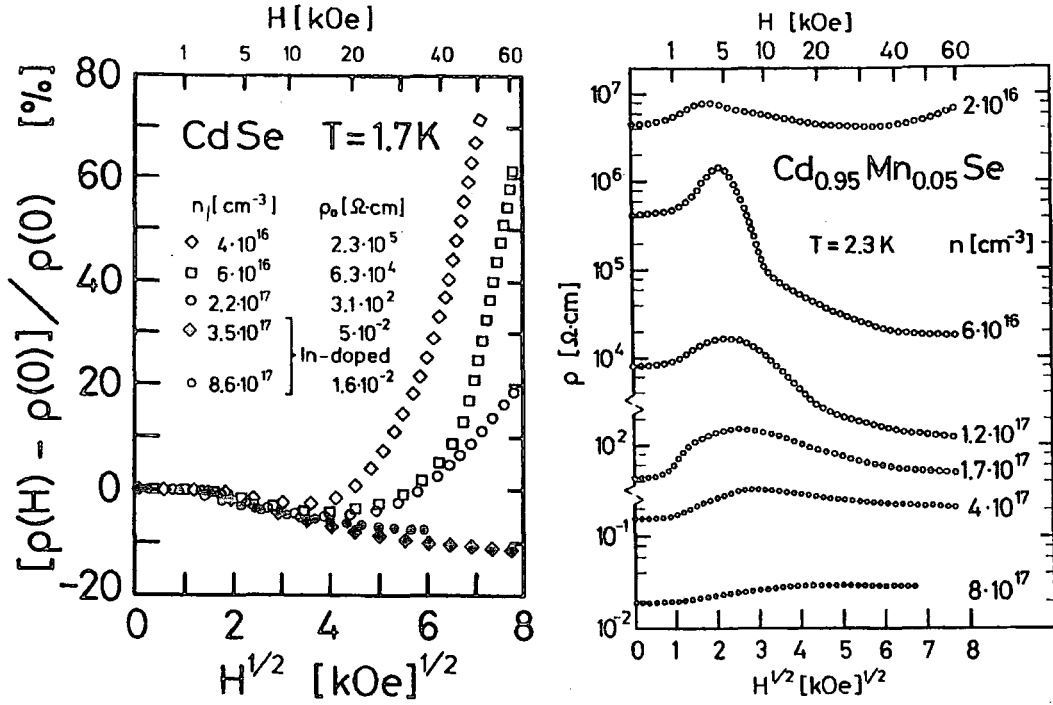 H [kOe]
1 5 10 20 40 60
80
60
40
20
0
-20
[ρ(H) - ρ(0)] / ρ(0) [%]
CdSe T=1.7K
n, [cm⁻³] ρ₀ [Ω·cm]
◇ 4·10¹⁶ 2.3·10⁵
□ 6·10¹⁶ 6.3·10⁴
○ 2.2·10¹⁷ 3.1·10²
3.5·10¹⁷ 5·10⁻²
In-doped
8.6·10¹⁷ 1.6·10⁻²
0 2 4 6 8
H^1/2 [kOe]^1/2
H [kOe]
1 5 10 20 40 60
10⁷
10⁶
10⁵
10⁴
10²
10⁻¹
10⁻²
ρ [Ω·cm]
2·10¹⁶
Cd0.95Mn0.05Se
T = 2.3 K n [cm⁻³]
6·10¹⁶
1.2·10¹⁷
1.7·10¹⁷
4·10¹⁷
8·10¹⁷
0 1 2 3 4 5 6 7 8
H^1/2 [kOe]^1/2